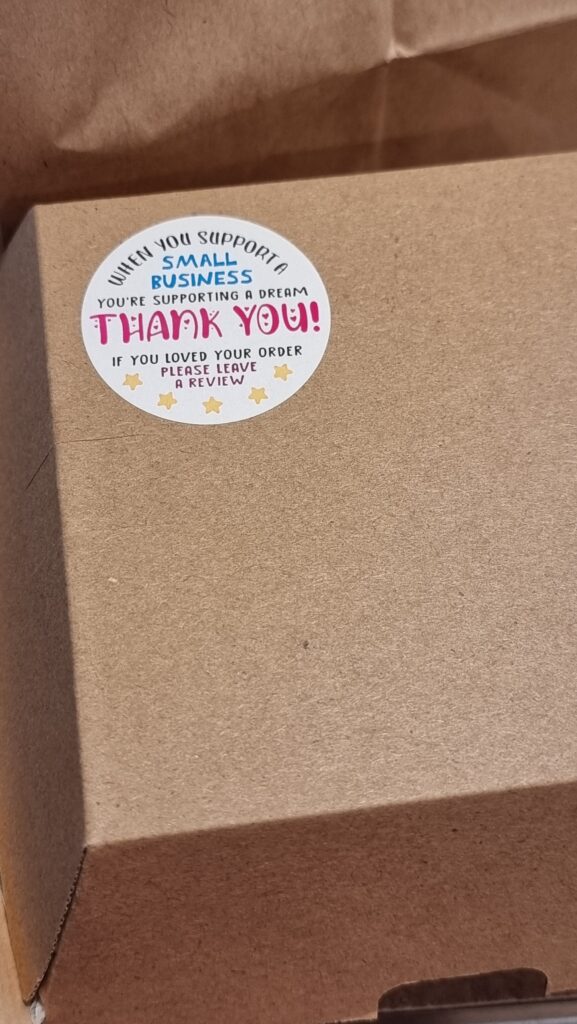 WHEN YOU SUPPORT A
SMALL
BUSINESS
YOU'RE SUPPORTING A DREAM
THANK YOU!
IF YOU LOVED YOUR ORDER
PLEASE LEAVE
A REVIEW